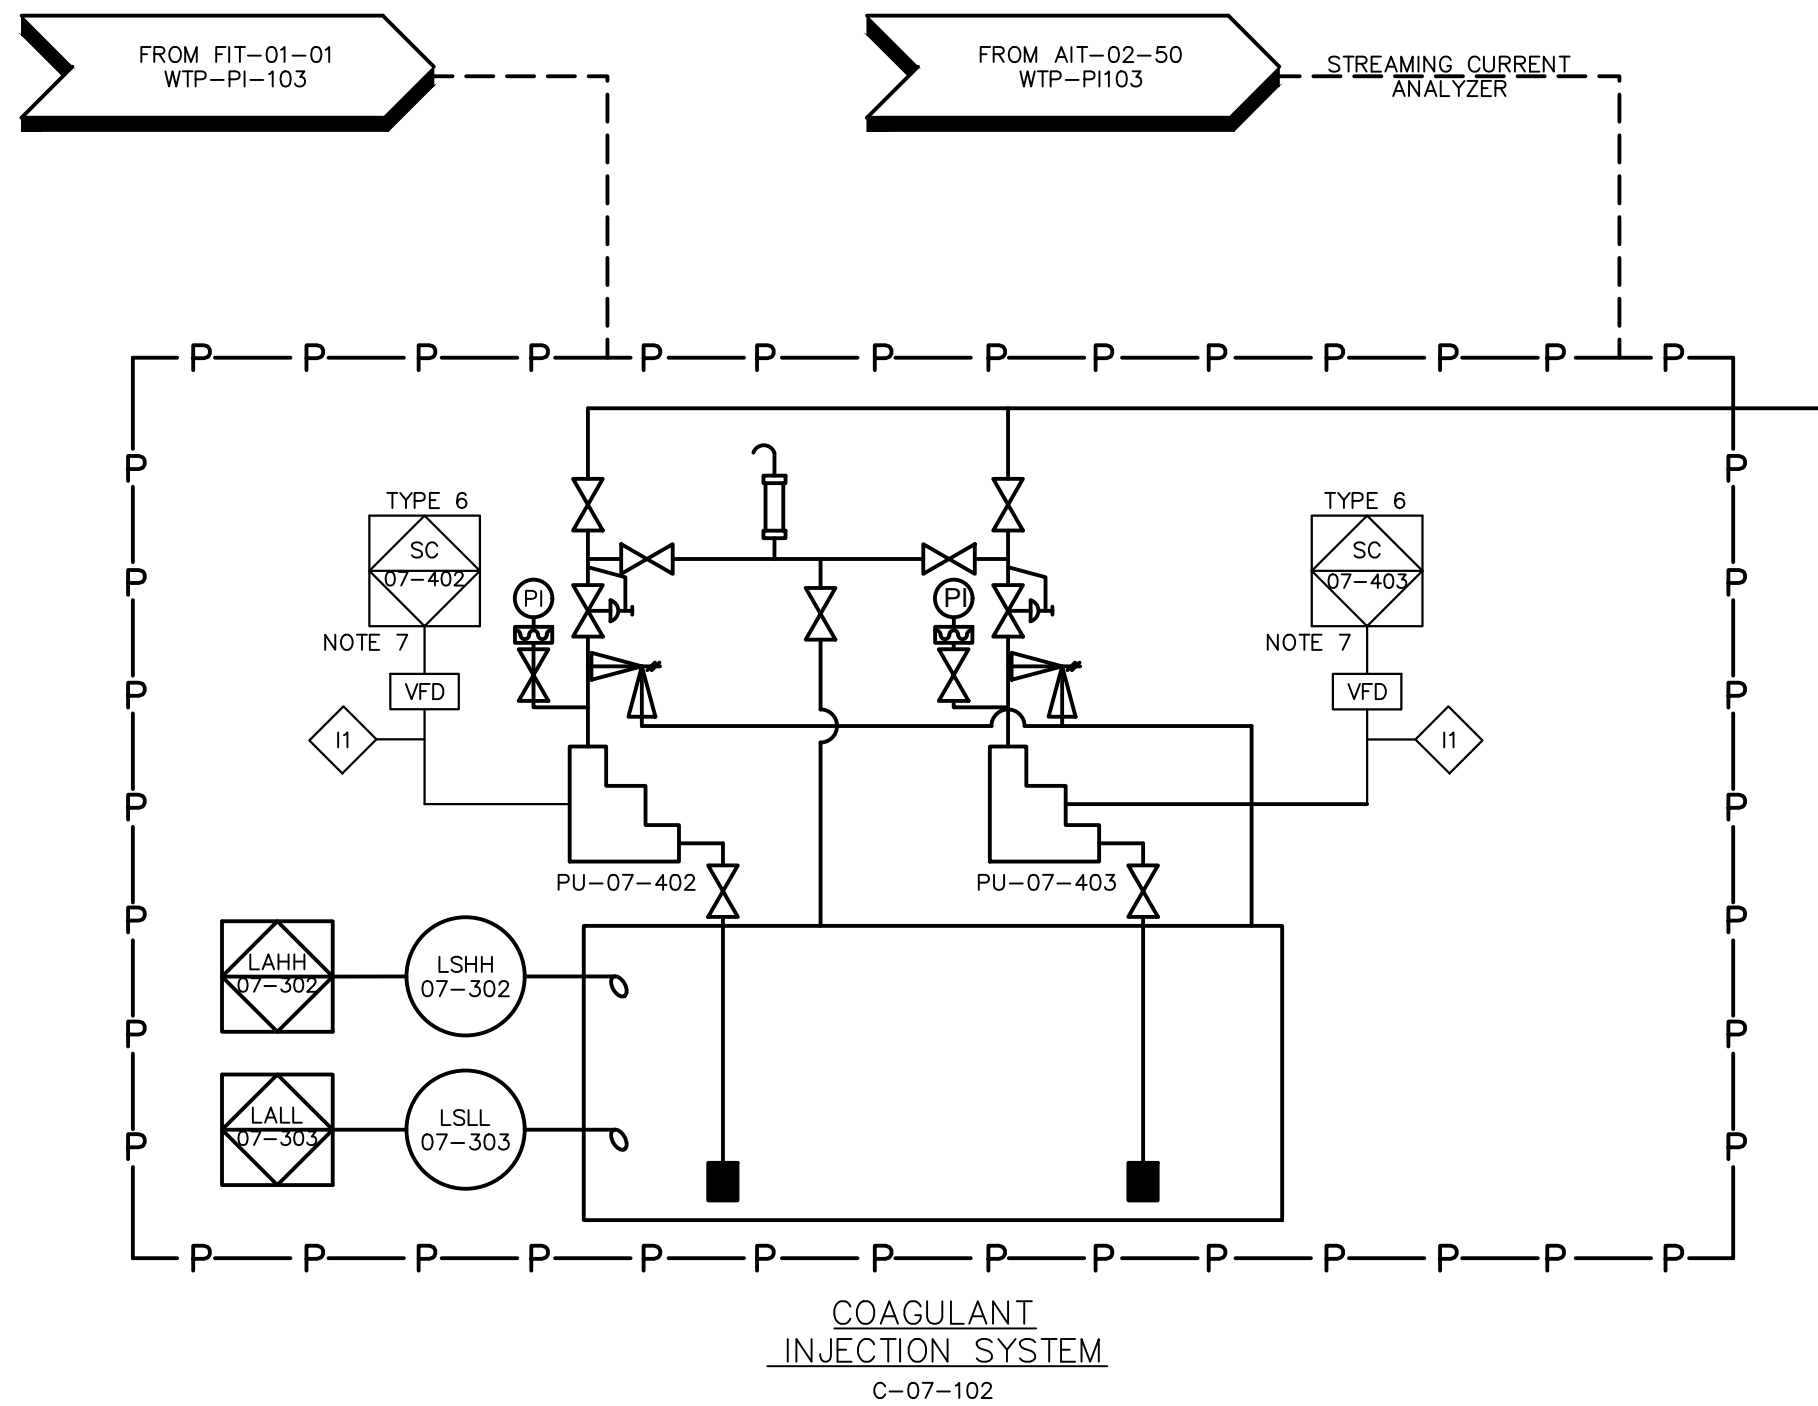 FROM FIT-01-01
WTP-PI-103
FROM AIT-02-50
WTP-PI103
STREAMING CURRENT
ANALYZER
P P P P P P P P P P P P P P
P P
TYPE 6
TYPE 6
SC
07-402
SC
07-403
P P
PI
PI
NOTE 7
NOTE 7
P P
VFD
VFD
I1
I1
P P
PU-07-402
PU-07-403
P P
LAHH
07-302
LSHH
07-302
P P
LALL
07-303
LSLL
07-303
P P
P P P P P P P P P P P P P P
COAGULANT
INJECTION SYSTEM
C-07-102